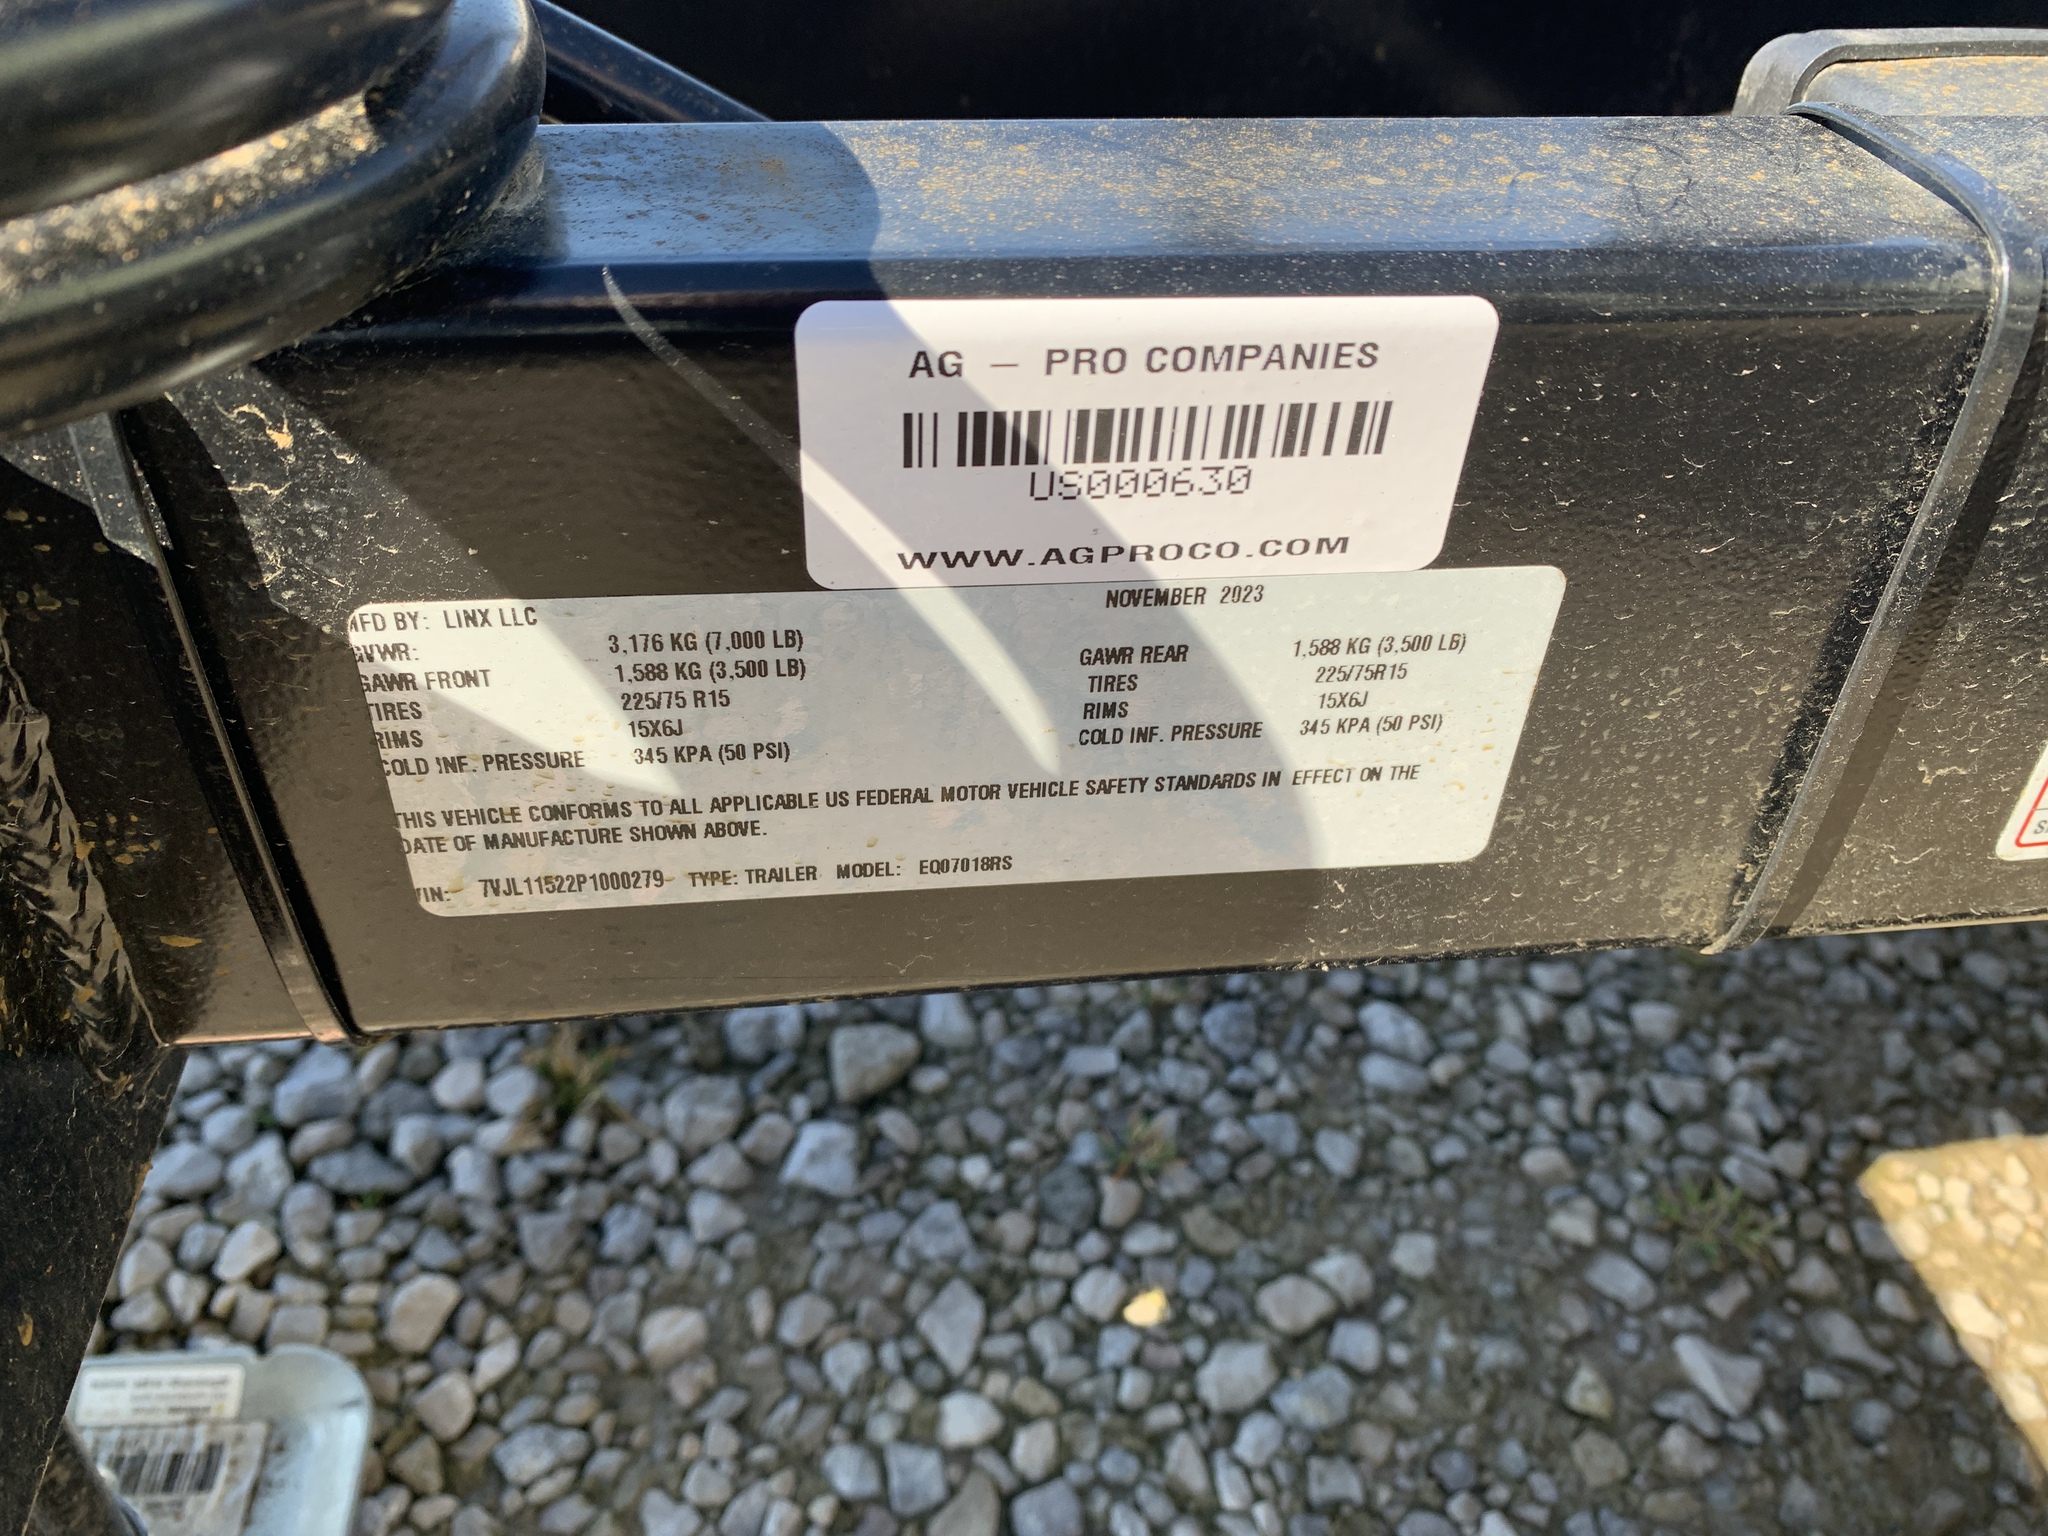 AG - PRO COMPANIES
US000630
WWW.AGPROCO.COM
MFD BY: LINX LLC NOVEMBER 2023
GVWR: 3,176 KG (7,000 LB)
GAWR FRONT 1,588 KG (3,500 LB) GAWR REAR 1,588 KG (3,500 LB)
TIRES 225/75 R15 TIRES 225/75R15
RIMS 15X6J RIMS 15X6J
COLD INF. PRESSURE 345 KPA (50 PSI) COLD INF. PRESSURE 345 KPA (50 PSI)
THIS VEHICLE CONFORMS TO ALL APPLICABLE US FEDERAL MOTOR VEHICLE SAFETY STANDARDS IN EFFECT ON THE
DATE OF MANUFACTURE SHOWN ABOVE.
VIN: 7VJL11522P1000279 TYPE: TRAILER MODEL: EQ07018RS